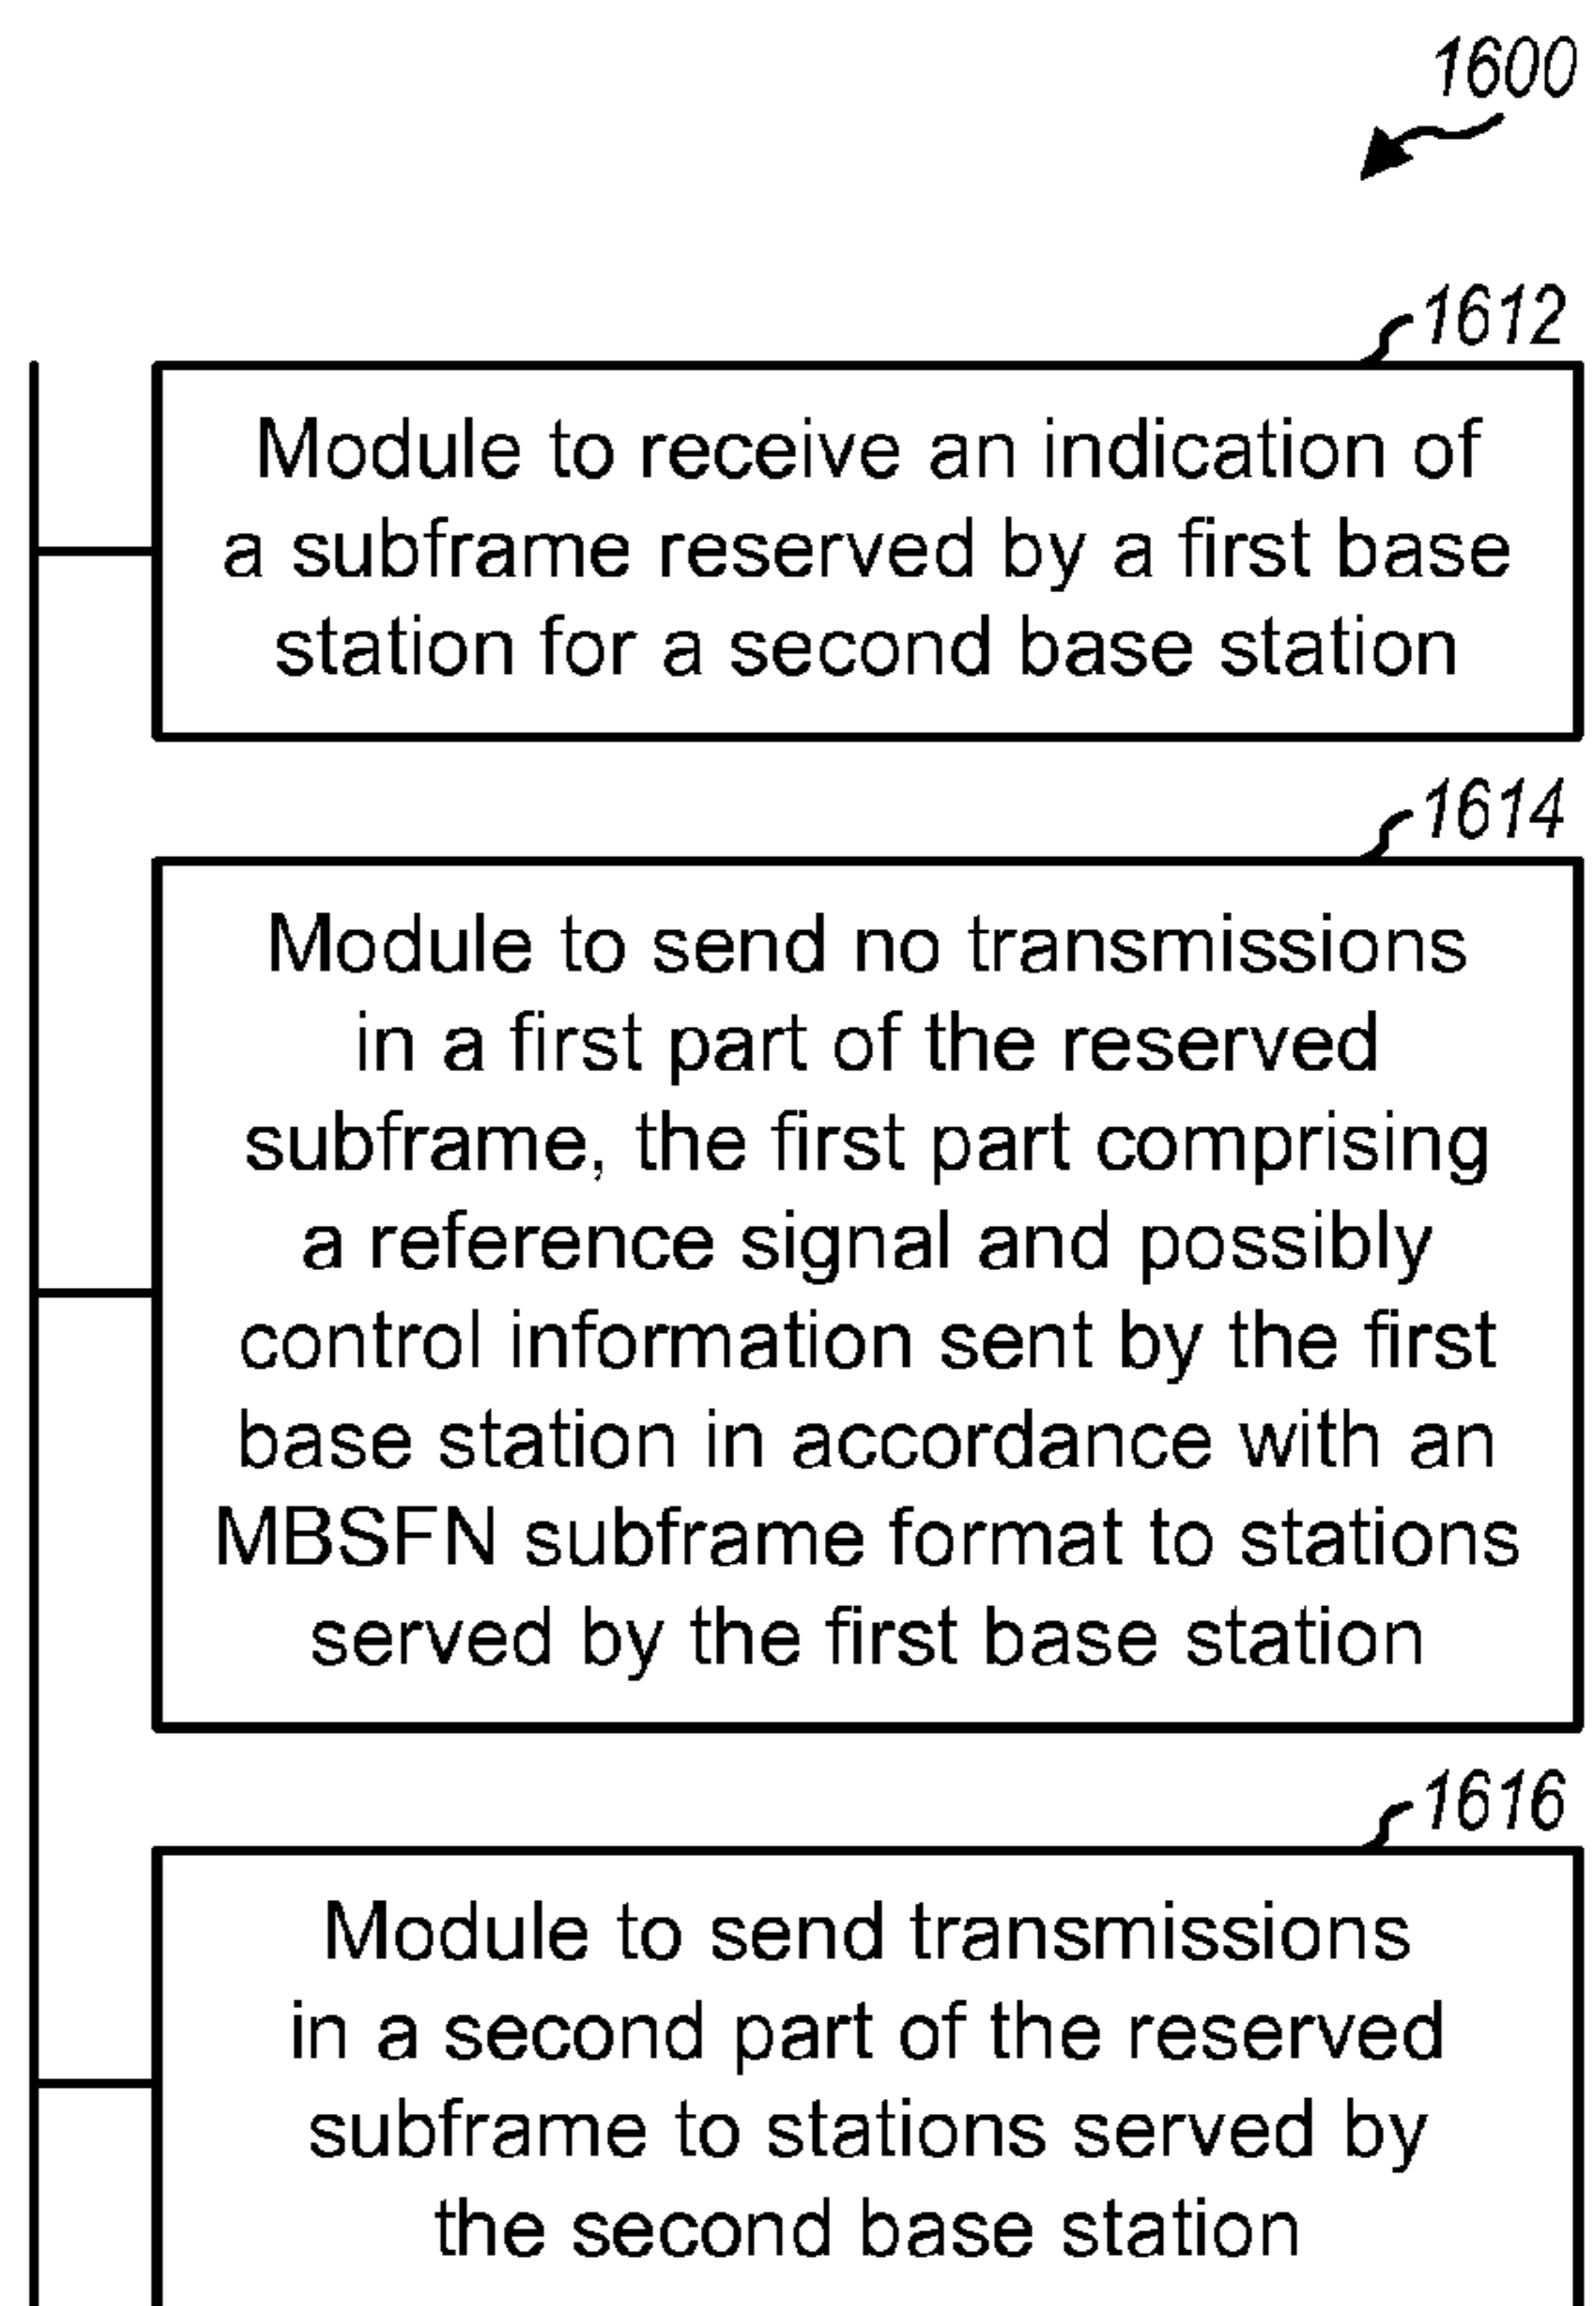 1600
1612
Module to receive an indication of
a subframe reserved by a first base
station for a second base station
1614
Module to send no transmissions
in a first part of the reserved
subframe, the first part comprising
a reference signal and possibly
control information sent by the first
base station in accordance with an
MBSFN subframe format to stations
served by the first base station
1616
Module to send transmissions
in a second part of the reserved
subframe to stations served by
the second base station